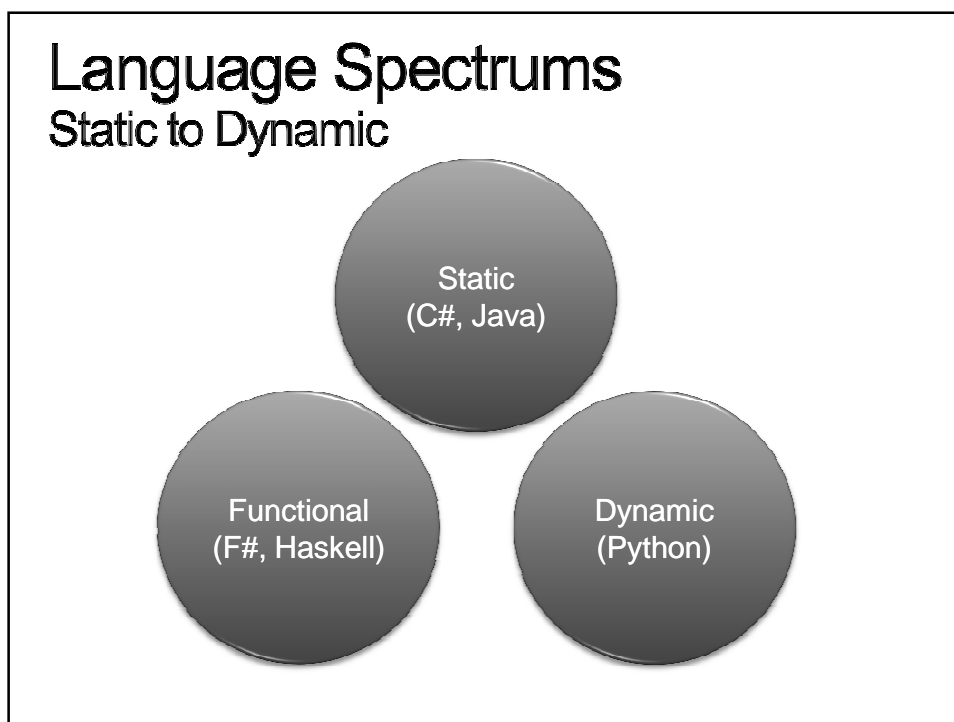 Language Spectrums
Static to Dynamic
Static
(C#, Java)
Functional
(F#, Haskell)
Dynamic
(Python)